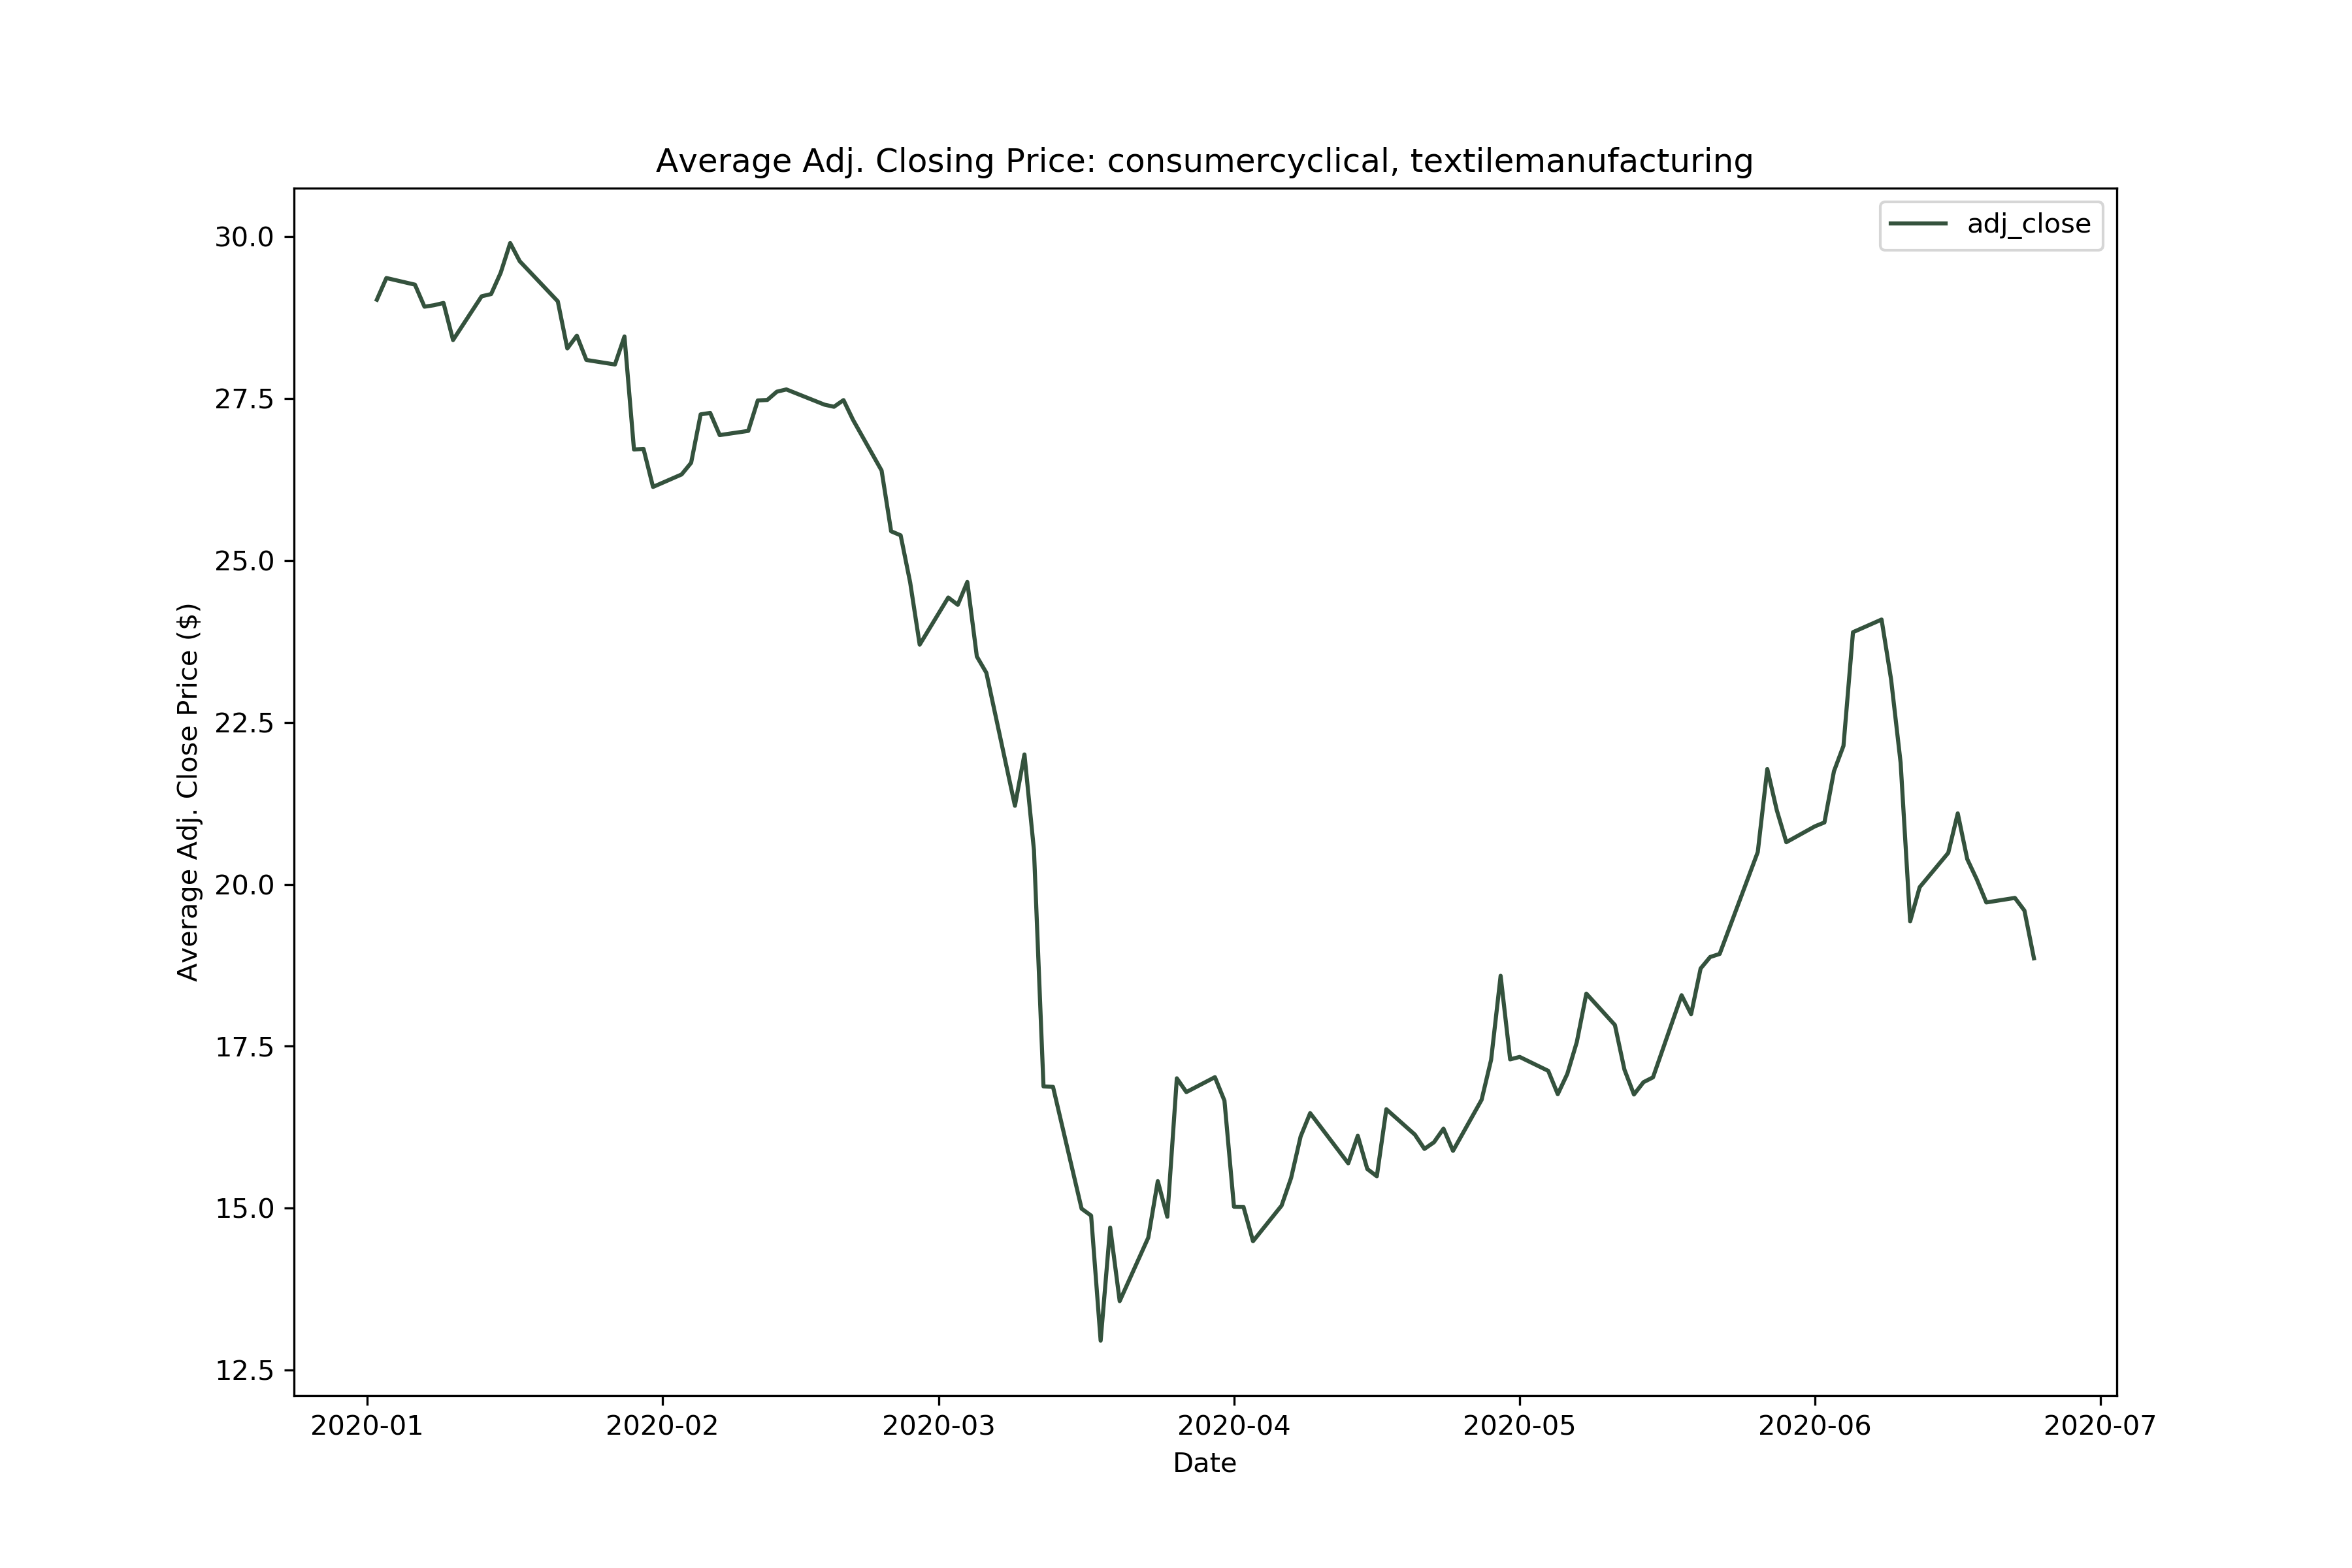 Average Adj. Closing Price: consumercyclical, textilemanufacturing
adj_close
Average Adj. Close Price ($)
30.0
27.5
25.0
22.5
20.0
17.5
15.0
12.5
2020-01 2020-02 2020-03 2020-04 2020-05 2020-06 2020-07
Date